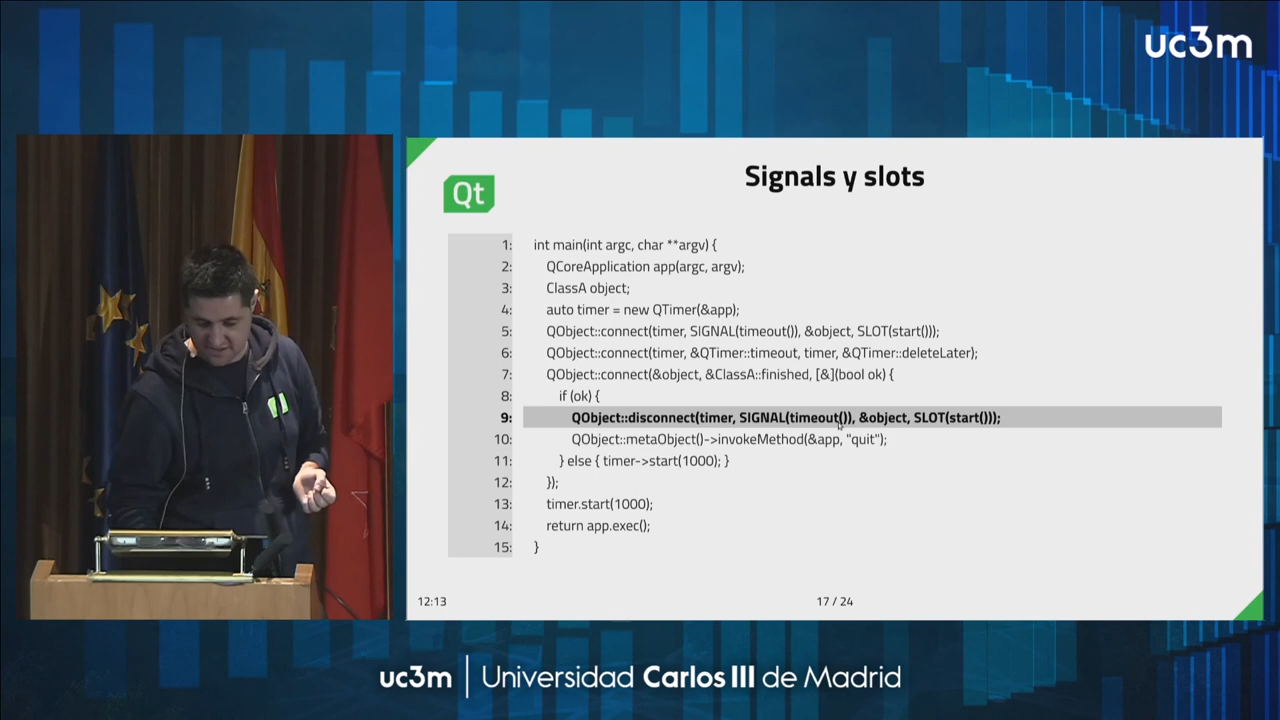 uc3m
Signals y slots
Qt
1: int main(int argc, char **argv) {
2: QCoreApplication app(argc, argv);
3: ClassA object;
4: auto timer = new QTimer(&app);
5: QObject::connect(timer, SIGNAL(timeout()), &object, SLOT(start()));
6: QObject::connect(timer, &QTimer::timeout, timer, &QTimer::deleteLater);
7: QObject::connect(&object, &ClassA::finished, [&](bool ok) {
8: if (ok) {
9: QObject::disconnect(timer, SIGNAL(timeout()), &object, SLOT(start()));
10: QObject::metaObject()->invokeMethod(&app, "quit");
11: } else { timer->start(1000); }
12: });
13: timer.start(1000);
14: return app.exec();
15: }
12:13
17 / 24
uc3m | Universidad Carlos III de Madrid